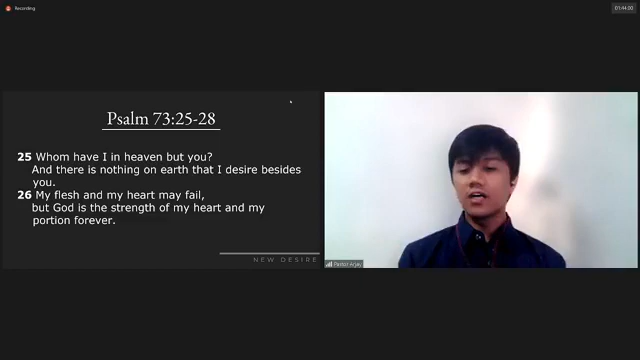 Recording
01:44:00
Psalm 73:25-28
25 Whom have I in heaven but you?
And there is nothing on earth that I desire besides
you.
26 My flesh and my heart may fail,
but God is the strength of my heart and my
portion forever.
NEW DESIRE
Pastor Arjay